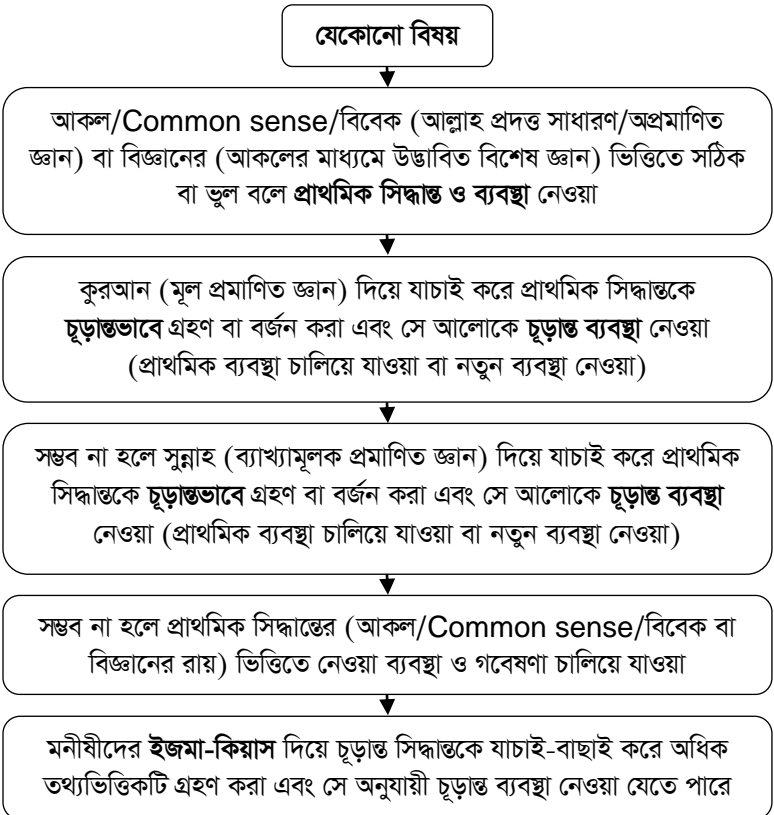 যেকোনো বিষয়
আকল/Common sense/বিবেক (আল্লাহ প্রদত্ত সাধারণ/অপ্রমাণিত
জ্ঞান) বা বিজ্ঞানের (আকলের মাধ্যমে উদ্ভাবিত বিশেষ জ্ঞান) ভিত্তিতে সঠিক
বা ভুল বলে প্রাথমিক সিদ্ধান্ত ও ব্যবস্থা নেওয়া
কুরআন (মূল প্রমাণিত জ্ঞান) দিয়ে যাচাই করে প্রাথমিক সিদ্ধান্তকে
চূড়ান্তভাবে গ্রহণ বা বর্জন করা এবং সে আলোকে চূড়ান্ত ব্যবস্থা নেওয়া
(প্রাথমিক ব্যবস্থা চালিয়ে যাওয়া বা নতুন ব্যবস্থা নেওয়া)
সম্ভব না হলে সুন্নাহ (ব্যাখ্যামূলক প্রমাণিত জ্ঞান) দিয়ে যাচাই করে প্রাথমিক
সিদ্ধান্তকে চূড়ান্তভাবে গ্রহণ বা বর্জন করা এবং সে আলোকে চূড়ান্ত ব্যবস্থা
নেওয়া (প্রাথমিক ব্যবস্থা চালিয়ে যাওয়া বা নতুন ব্যবস্থা নেওয়া)
সম্ভব না হলে প্রাথমিক সিদ্ধান্তের (আকল/Common sense/বিবেক বা
বিজ্ঞানের রায়) ভিত্তিতে নেওয়া ব্যবস্থা ও গবেষণা চালিয়ে যাওয়া
মনীষীদের ইজমা-কিয়াস দিয়ে চূড়ান্ত সিদ্ধান্তকে যাচাই-বাছাই করে অধিক
তথ্যভিত্তিকটি গ্রহণ করা এবং সে অনুযায়ী চূড়ান্ত ব্যবস্থা নেওয়া যেতে পারে